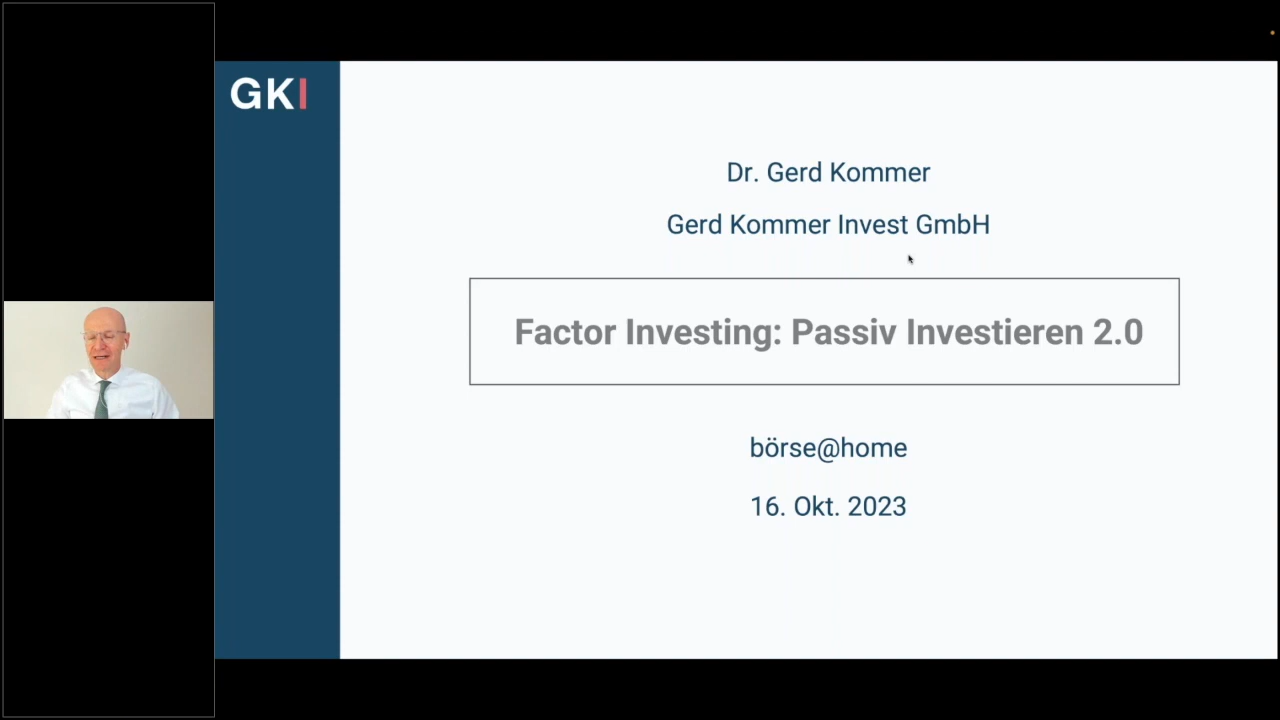 GKI
Dr. Gerd Kommer
Gerd Kommer Invest GmbH
Factor Investing: Passiv Investieren 2.0
börse@home
16. Okt. 2023